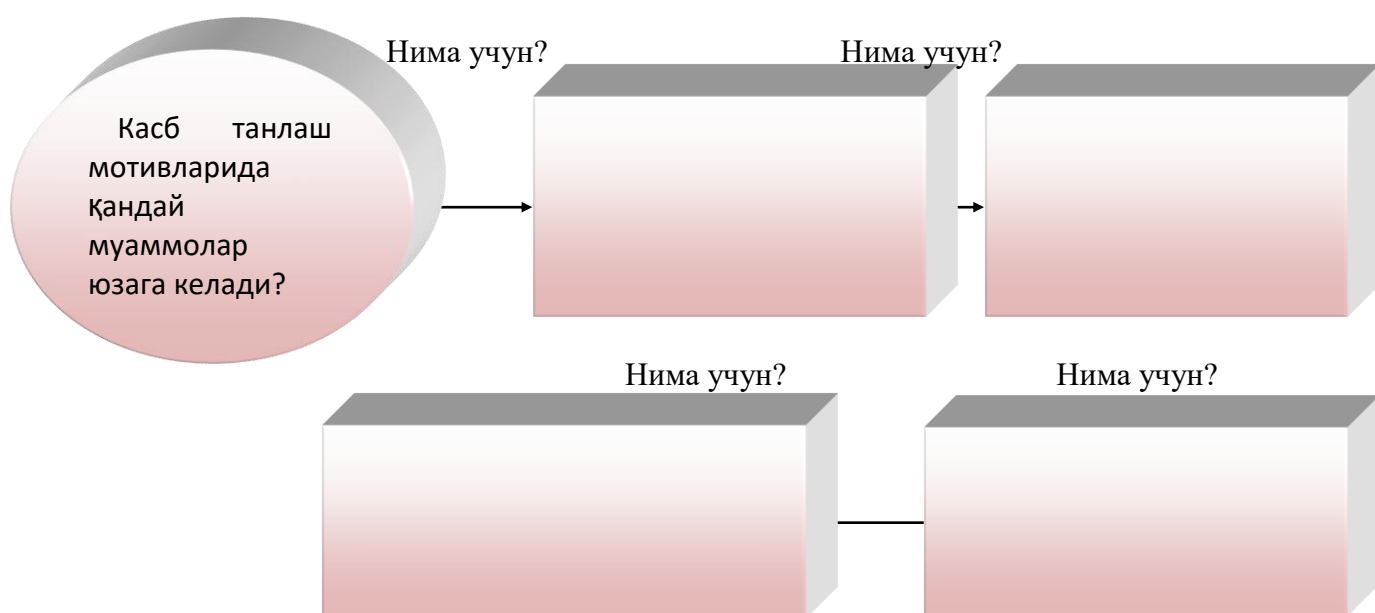 Нима учун? Нима учун?
Касб танлаш
мотивларида
қандай
муаммолар
юзага келади?
Нима учун? Нима учун?